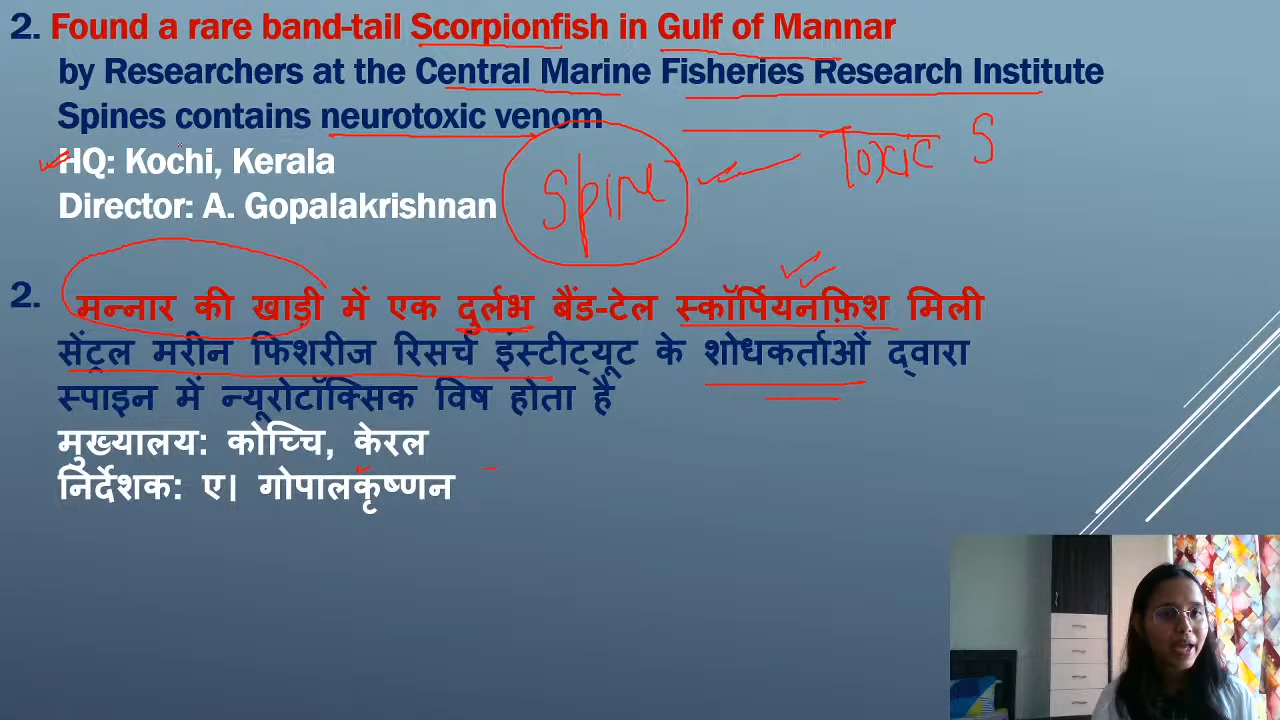 2. Found a rare band-tail Scorpionfish in Gulf of Mannar
by Researchers at the Central Marine Fisheries Research Institute
Spines contains neurotoxic venom
HQ: Kochi, Kerala
Director: A. Gopalakrishnan
Spine
Toxic S
2. मन्नार की खाड़ी में एक दुर्लभ बैंड-टेल स्कॉर्पियनफ़िश मिली
सेंट्रल मरीन फिशरीज रिसर्च इंस्टीट्यूट के शोधकर्ताओं द्वारा
स्पाइन में न्यूरोटॉक्सिक विष होता है
मुख्यालय: कोच्चि, केरल
निर्देशक: ए। गोपालकृष्णन